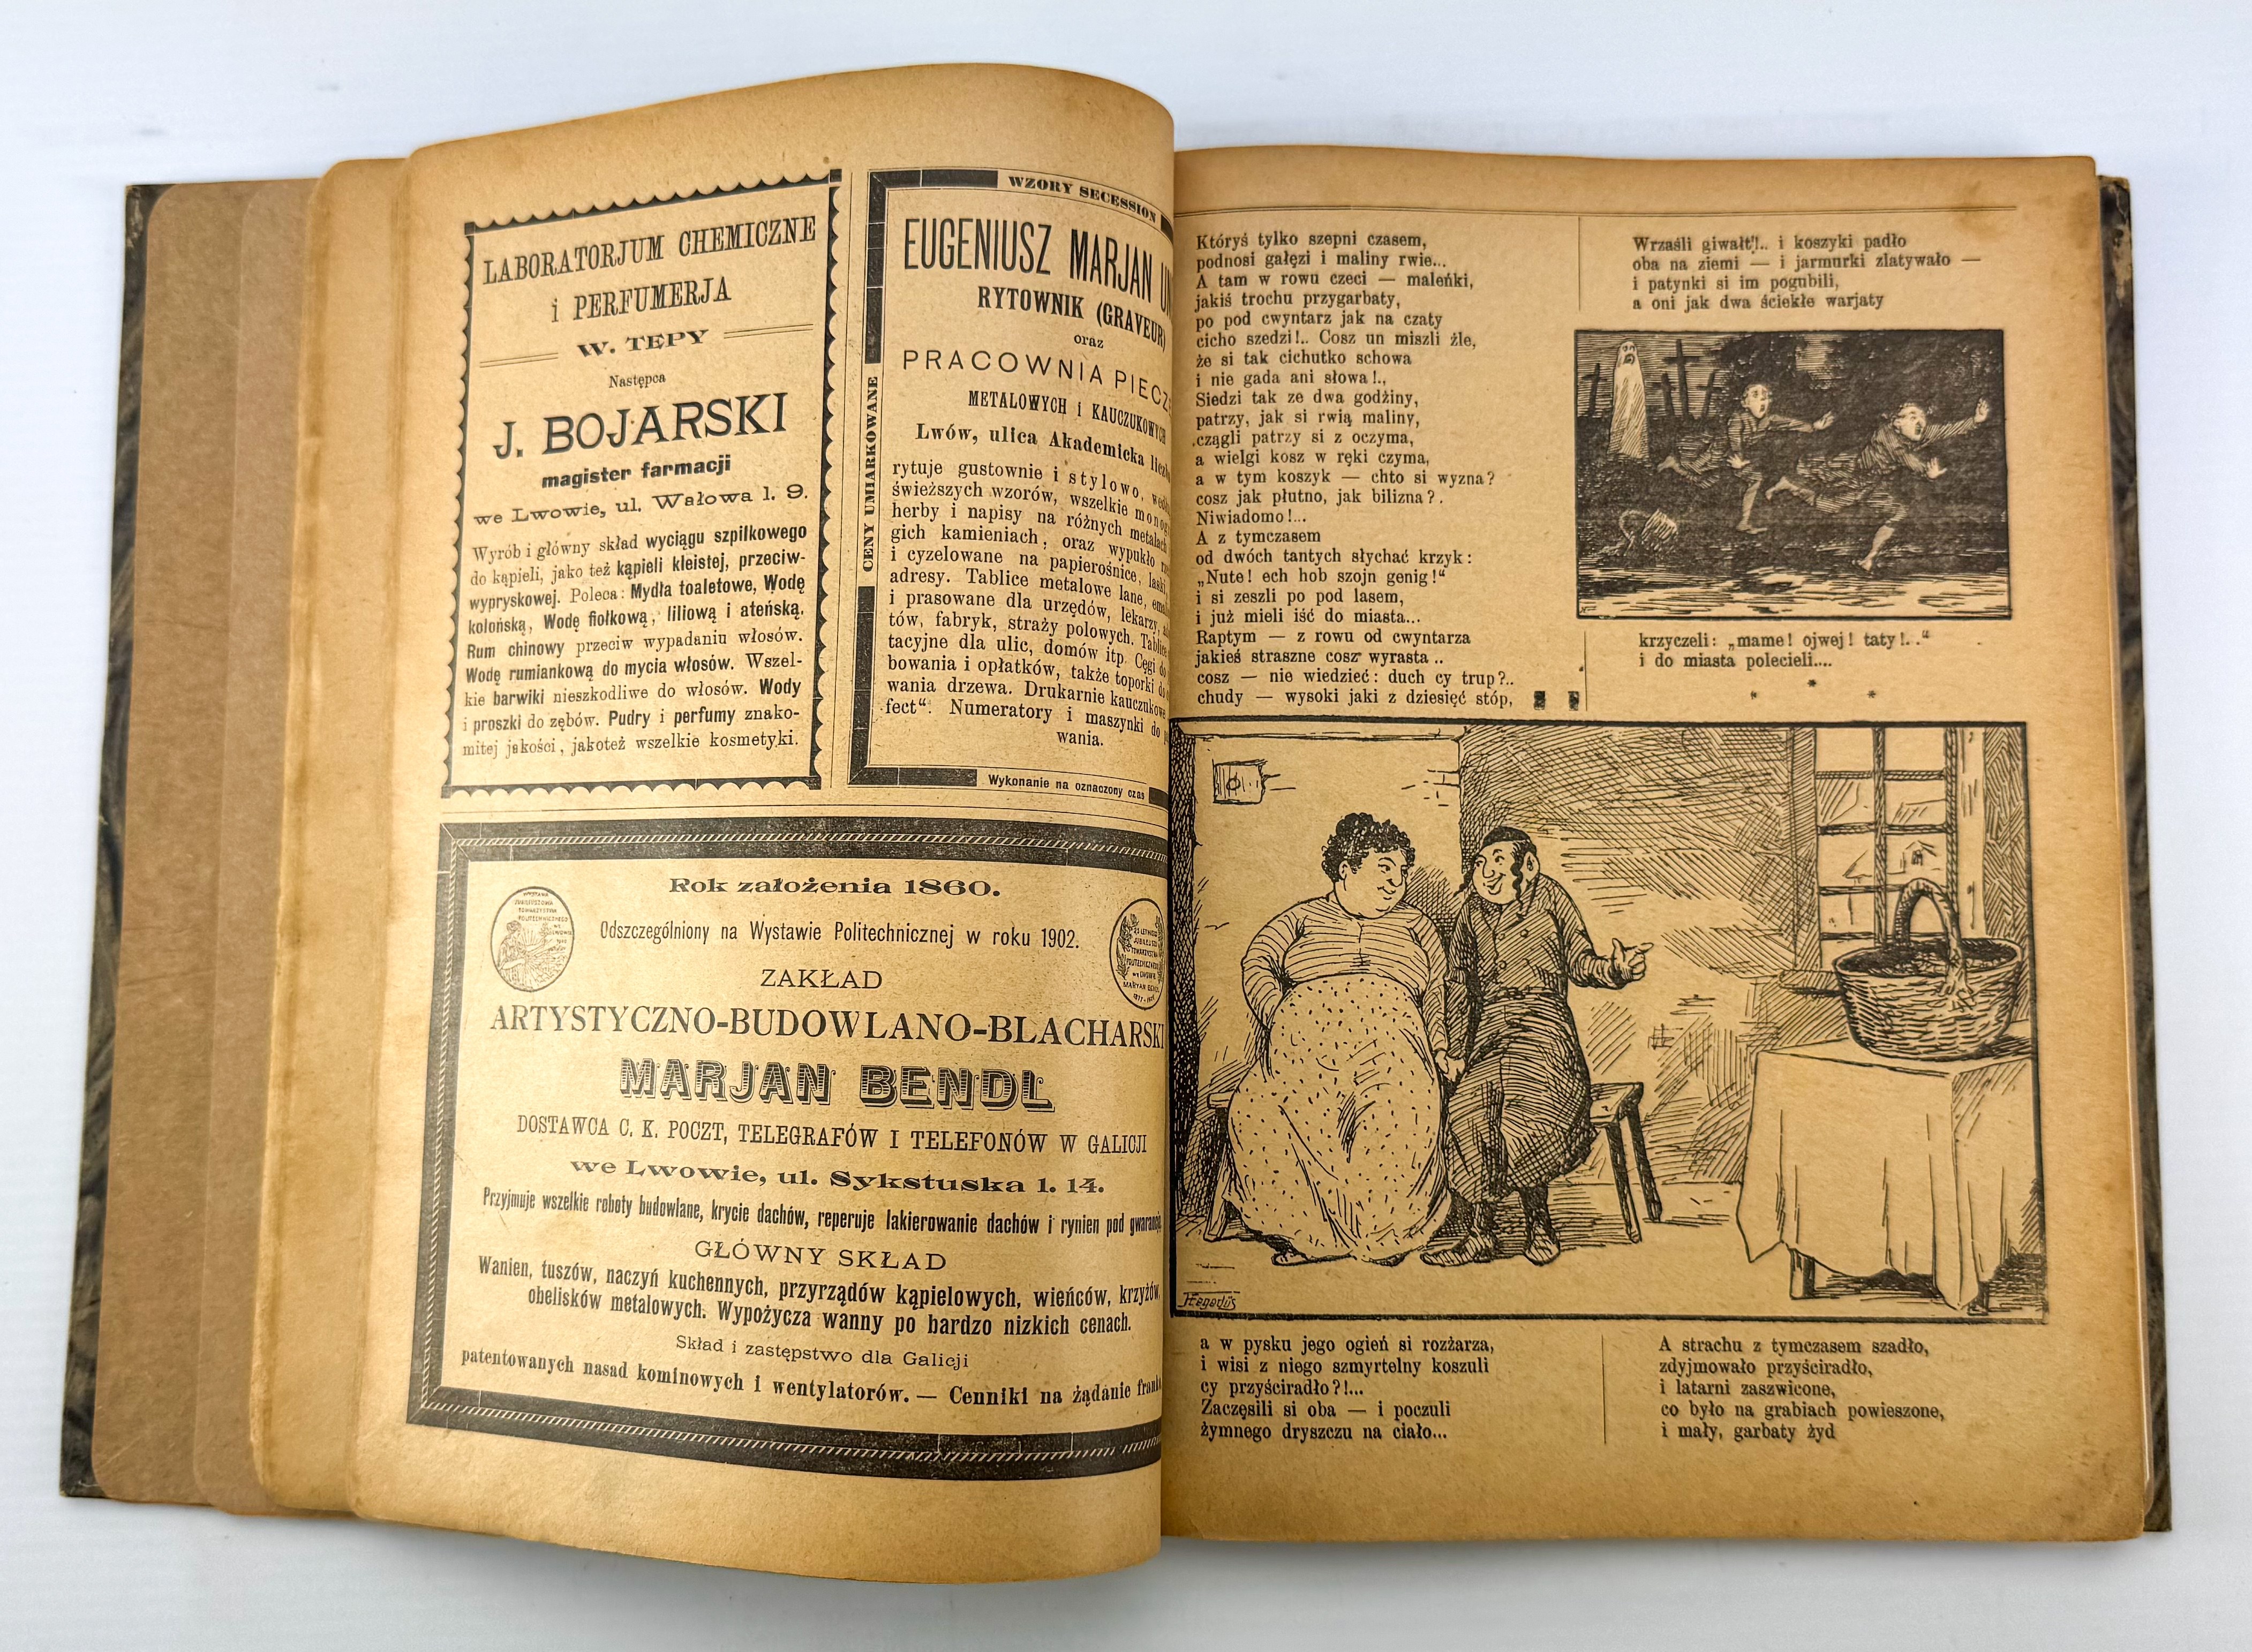 LABORATORJUM CHEMICZNE
i PERFUMERJA
W. TĘPY
Następca
J. BOJARSKI
magister farmacji
we Lwowie, ul. Wałowa l. 9.
Wyrób i główny skład wyciągu szpilkowego
do kąpieli, jako też kąpieli kleistej, przeciw-
wypryskowej. Poleca: Mydła toaletowe, Wodę
kolońską, Wodę fiołkową, liliową i ateńską.
Rum chinowy przeciw wypadaniu włosów.
Wodę rumiankową do mycia włosów. Wszel-
kie barwiki nieszkodliwe do włosów. Wody
i proszki do zębów. Pudry i perfumy znako-
mitej jakości, jakoteż wszelkie kosmetyki.
WZORY SECESSION
CENY UMIARKOWANE
EUGENIUSZ MARJAN
RYTOWNIK (GRAVEUR)
oraz
PRACOWNIA
METALOWYCH i KAUCZUKOWYCH
Lwów, ulica Akademicka
rytuje gustownie i stylowo,
świeższych wzorów, wszelkie
herby i napisy na różnych metalach
gich kamieniach, oraz wypukło
i cyzelowane na papierośnice, laski
adresy. Tablice metalowe lane,
i prasowane dla urzędów, lekarzy,
tów, fabryk, straży polowych.
tacyjne dla ulic, domów itp. Cęgi do
bowania i opłatków, także toporki do
wania drzewa. Drukarnie kauczukowe
fect“. Numeratory i maszynki do
wania.
Wykonanie na oznaczony czas
Rok założenia 1860.
Odszczególniony na Wystawie Politechnicznej w roku 1902.
ZAKŁAD
ARTYSTYCZNO-BUDOWLANO-BLACHARSKI
MARJAN BENDL
DOSTAWCA C. K. POCZT, TELEGRAFÓW I TELEFONÓW W GALICJI
we Lwowie, ul. Sykstuska l. 14.
Przyjmuje wszelkie roboty budowlane, krycie dachów, reperuje lakierowanie dachów i rynien pod
GŁÓWNY SKŁAD
Wanien, tuszów, naczyń kuchennych, przyrządów kąpielowych, wieńców, krzyżów,
obelisków metalowych. Wypożycza wanny po bardzo nizkich cenach.
Skład i zastępstwo dla Galicji
patentowanych nasad kominowych i wentylatorów. — Cenniki na żądanie
Któryś tylko szepni czasem,
podnosi gałęzi i maliny rwie...
A tam w rowu czeci — maleńki,
jakiś trochu przygarbaty,
po pod cwyntarz jak na czaty
cicho szedzi!.. Cosz un miszli źle,
że si tak cichutko schowa
i nie gada ani słowa!.,
Siedzi tak ze dwa godźiny,
patrzy, jak si rwią maliny,
czągli patrzy si z oczyma,
a wielgi kosz w ręki czyma,
a w tym koszyk — chto si wyzna?
cosz jak płutno, jak bilizna?.
Niwiadomo!...
A z tymczasem
od dwóch tantych słychać krzyk:
„Nute! ech hob szojn genig!“
i si zeszli po pod lasem,
i już mieli iść do miasta...
Raptym — z rowu od cwyntarza
jakieś straszne cosz wyrasta..
cosz — nie wiedzieć: duch cy trup?..
chudy — wysoki jaki z dziesięć stóp,
Wrzaśli giwałt!.. i koszyki padło
oba na ziemi — i jarmurki zlatywało —
i patynki si im pogubili,
a oni jak dwa ściekłe warjaty
krzyczeli: „mame! ojwej! taty!..“
i do miasta polecieli....
* * *
Hegedüs
a w pysku jego ogień si rozżarza,
i wisi z niego szmyrtelny koszuli
cy przyściradło?!...
Zaczęsili si oba — i poczuli
żymnego dryszczu na ciało...
A strachu z tymczasem szadło,
zdyjmowało przyściradło,
i latarni zaszwicone,
co było na grabiach powieszone,
i mały, garbaty żyd